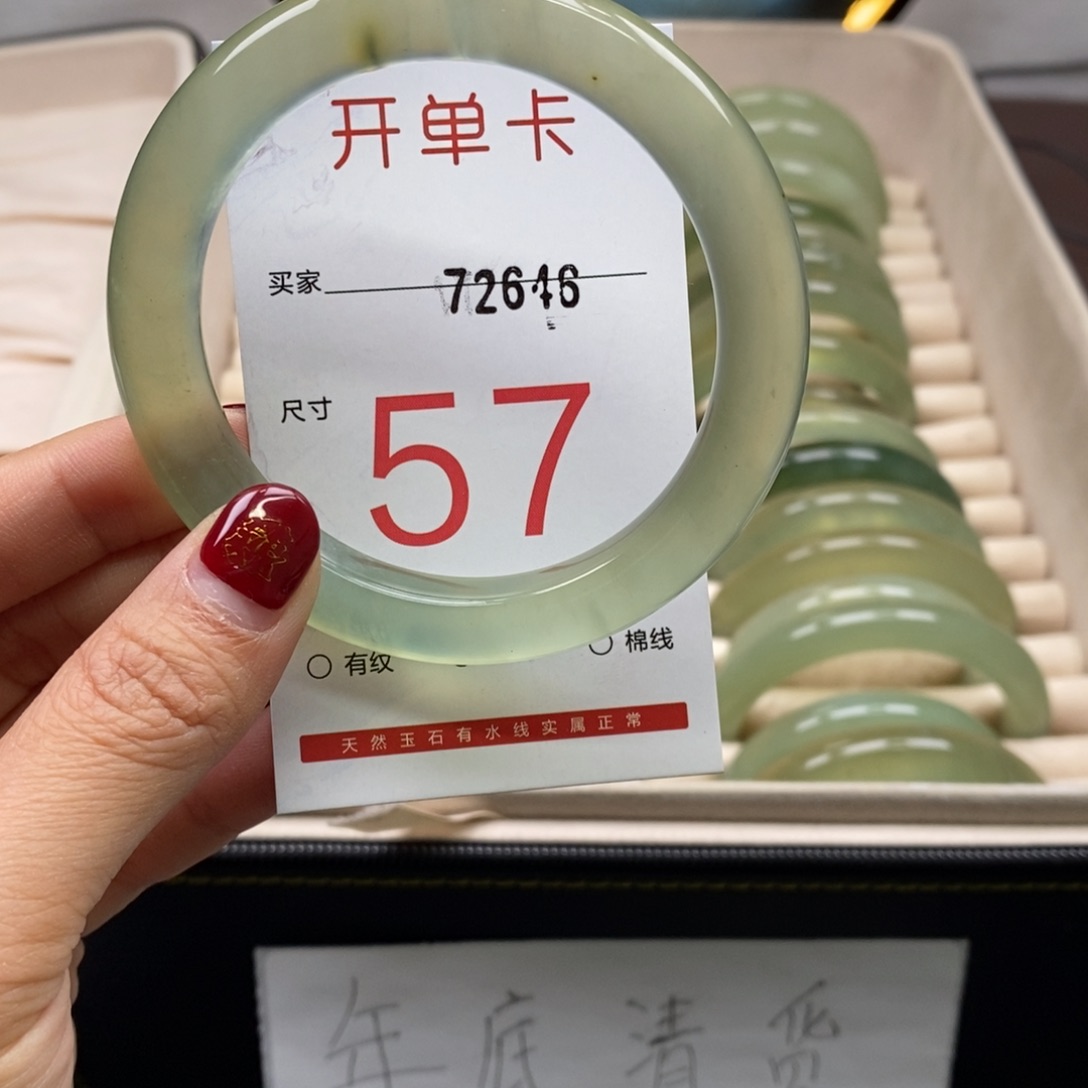 开单卡
买家 72646
尺寸 57
有纹 棉线
天然玉石有水线实属正常
年底清货